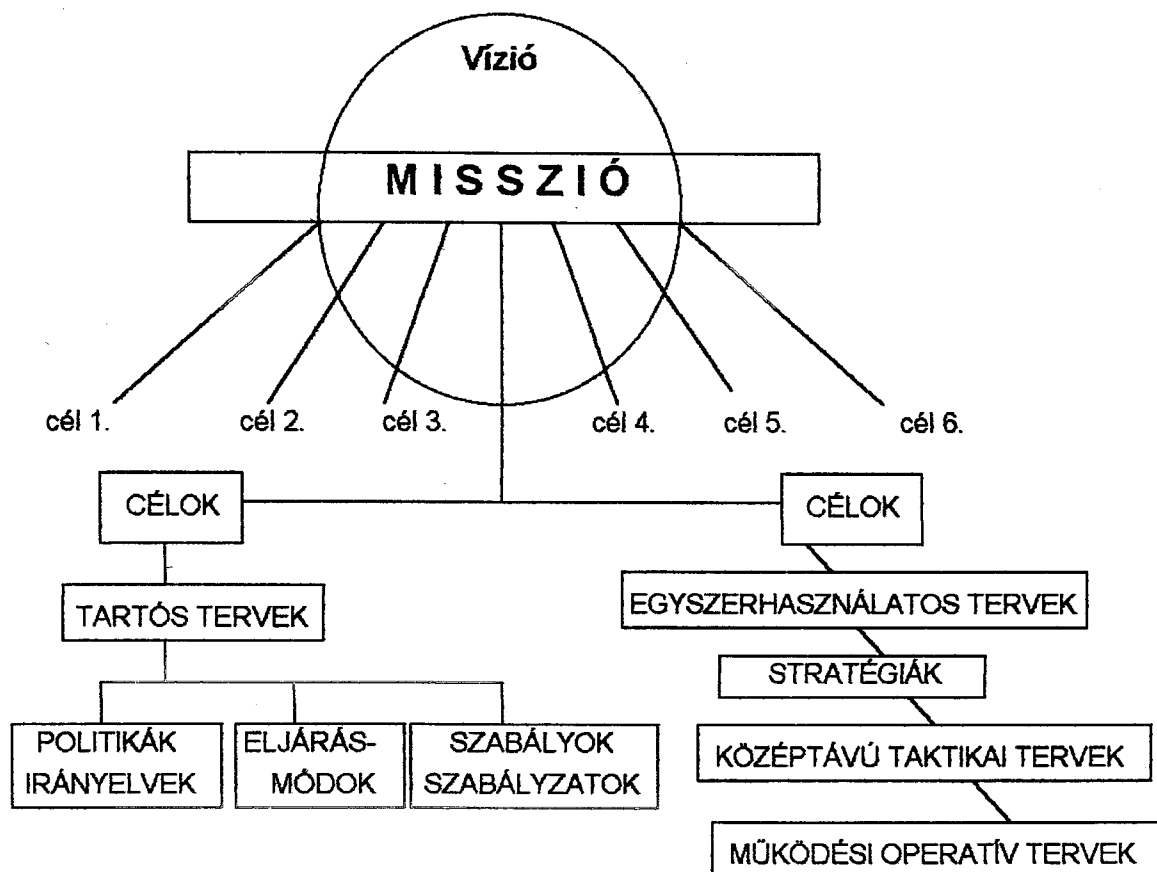 Vízió
MISSZIÓ
cél 1.
cél 2.
cél 3.
cél 4.
cél 5.
cél 6.
CÉLOK
TARTÓS TERVEK
POLITIKÁK
IRÁNYELVEK
ELJÁRÁS-
MÓDOK
SZABÁLYOK
SZABÁLYZATOK
CÉLOK
EGYSZERHASZNÁLATOS TERVEK
STRATÉGIÁK
KÖZÉPTÁVÚ TAKTIKAI TERVEK
MŰKÖDÉSI OPERATÍV TERVEK